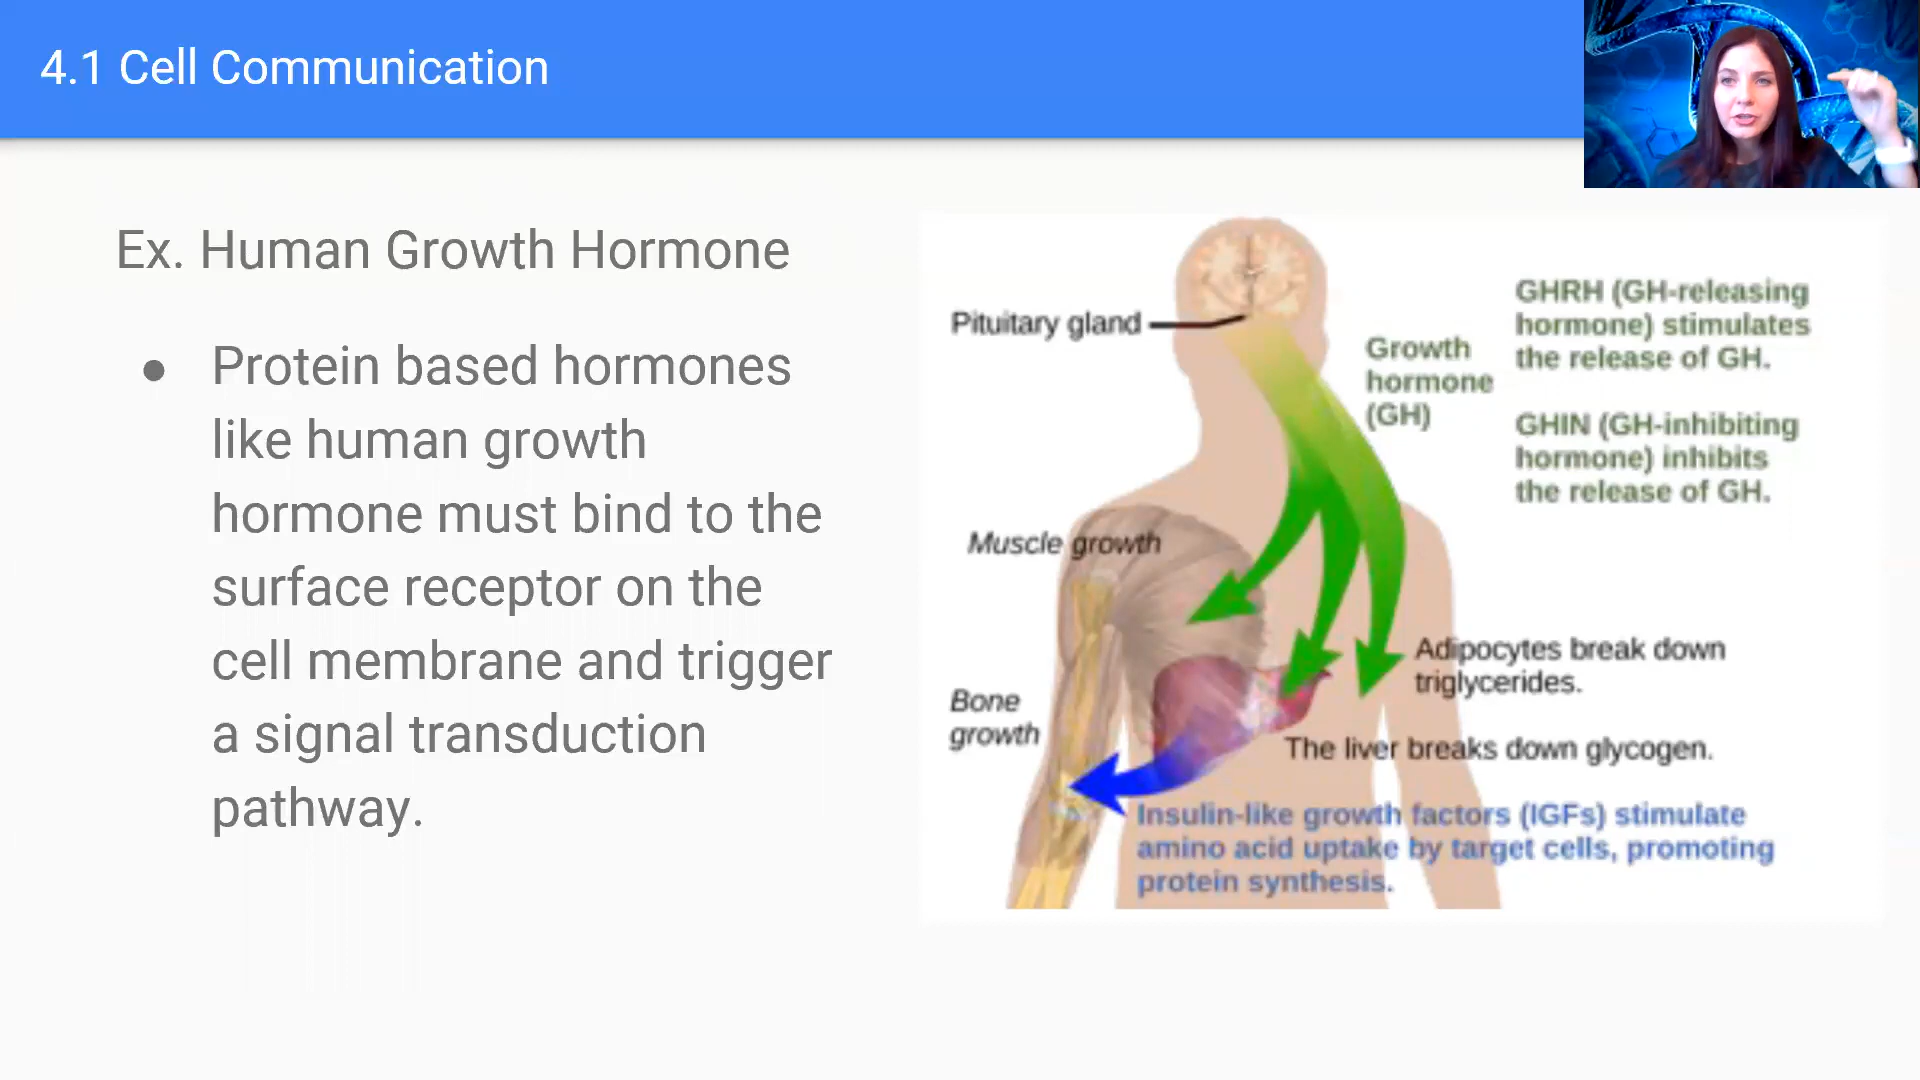 4.1 Cell Communication
Ex. Human Growth Hormone
● Protein based hormones
like human growth
hormone must bind to the
surface receptor on the
cell membrane and trigger
a signal transduction
pathway.
Pituitary gland
Growth
hormone
(GH)
GHRH (GH-releasing
hormone) stimulates
the release of GH.
GHIN (GH-inhibiting
hormone) inhibits
the release of GH.
Muscle growth
Bone
growth
Adipocytes break down
triglycerides.
The liver breaks down glycogen.
Insulin-like growth factors (IGFs) stimulate
amino acid uptake by target cells, promoting
protein synthesis.